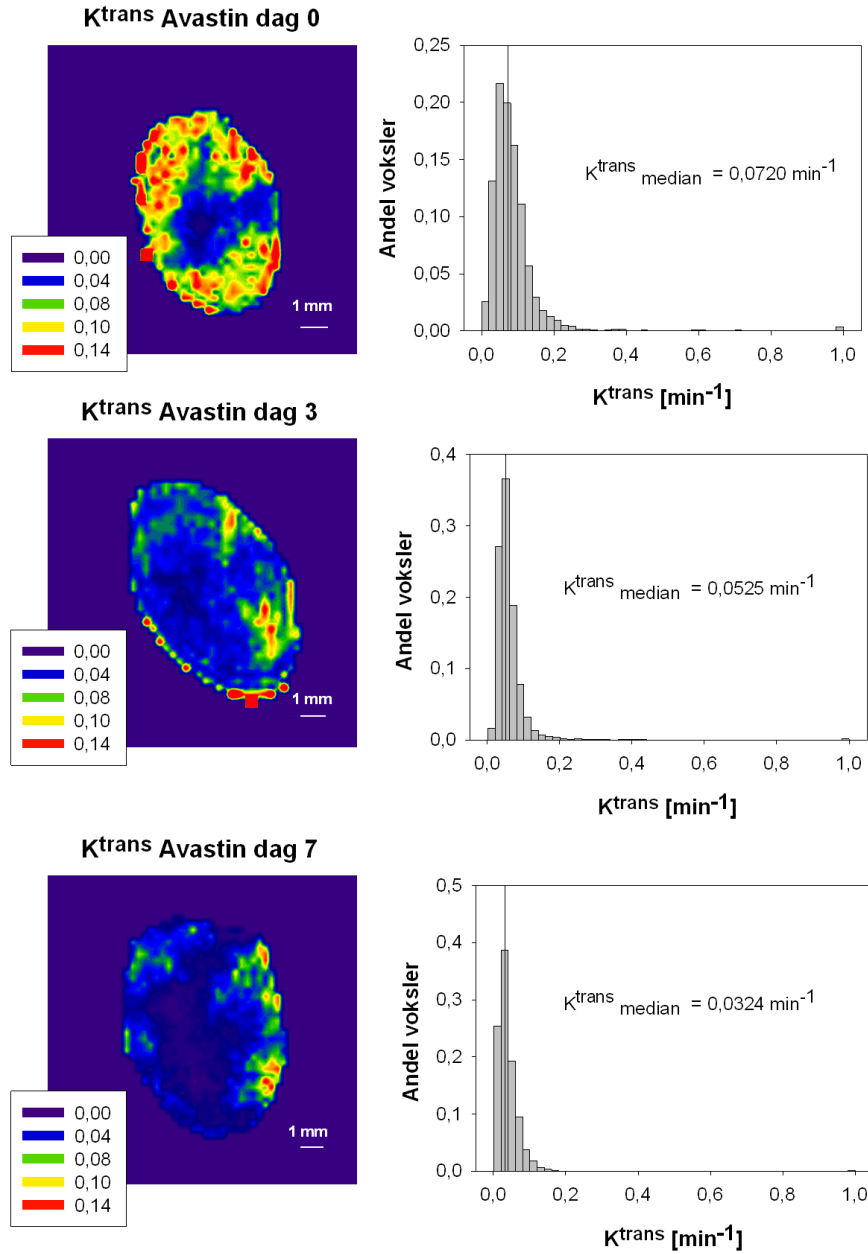 Ktrans Avastin dag 0
0,00
0,04
0,08
0,10
0,14
1 mm
Andel voksler
0,25
0,20
0,15
0,10
0,05
0,00
Ktrans median = 0,0720 min-1
0,0 0,2 0,4 0,6 0,8 1,0
Ktrans [min-1]
Ktrans Avastin dag 3
0,00
0,04
0,08
0,10
0,14
1 mm
Andel voksler
0,4
0,3
0,2
0,1
0,0
Ktrans median = 0,0525 min-1
0,0 0,2 0,4 0,6 0,8 1,0
Ktrans [min-1]
Ktrans Avastin dag 7
0,00
0,04
0,08
0,10
0,14
1 mm
Andel voksler
0,5
0,4
0,3
0,2
0,1
0,0
Ktrans median = 0,0324 min-1
0,0 0,2 0,4 0,6 0,8 1,0
Ktrans [min-1]